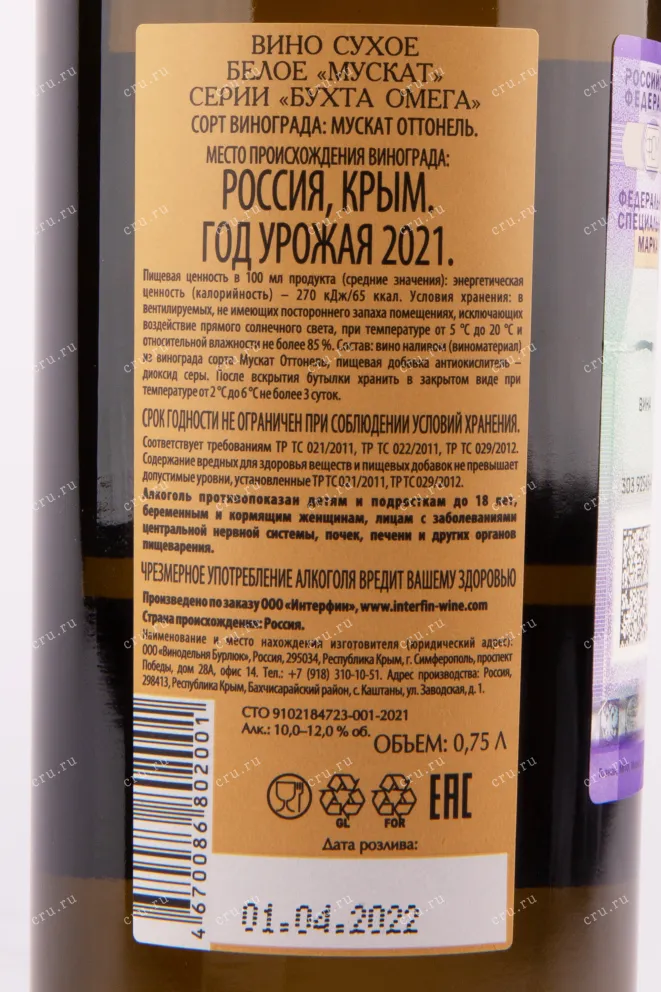 ВИНО СУХОЕ
БЕЛОЕ «МУСКАТ»
СЕРИИ «БУХТА ОМЕГА»
СОРТ ВИНОГРАДА: МУСКАТ ОТТОНЕЛЬ.
МЕСТО ПРОИСХОЖДЕНИЯ ВИНОГРАДА:
РОССИЯ, КРЫМ.
ГОД УРОЖАЯ 2021.
Пищевая ценность в 100 мл продукта (средние значения): энергетическая
ценность (калорийность) – 270 кДж/65 ккал. Условия хранения: в
вентилируемых, не имеющих постороннего запаха помещениях, исключающих
воздействие прямого солнечного света, при температуре от 5 °С до 20 °С и
относительной влажности не более 85 %. Состав: вино наливом (виноматериал)
из винограда сорта Мускат Оттонель, пищевая добавка антиокислитель –
диоксид серы. После вскрытия бутылки хранить в закрытом виде при
температуре от 2 °С до 6 °С не более 3 суток.
СРОК ГОДНОСТИ НЕ ОГРАНИЧЕН ПРИ СОБЛЮДЕНИИ УСЛОВИЙ ХРАНЕНИЯ.
Соответствует требованиям ТР ТС 021/2011, ТР ТС 022/2011, ТР ТС 029/2012.
Содержание вредных для здоровья веществ и пищевых добавок не превышает
допустимые уровни, установленные ТР ТС 021/2011, ТР ТС 029/2012.
Алкоголь противопоказан детям и подросткам до 18 лет,
беременным и кормящим женщинам, лицам с заболеваниями
центральной нервной системы, почек, печени и других органов
пищеварения.
ЧРЕЗМЕРНОЕ УПОТРЕБЛЕНИЕ АЛКОГОЛЯ ВРЕДИТ ВАШЕМУ ЗДОРОВЬЮ
Произведено по заказу ООО «Интерфин», www.interfin-wine.com
Страна происхождения: Россия.
Наименование и место нахождения изготовителя (юридический адрес):
ООО «Винодельня Бурлюк», Россия, 295034, Республика Крым, г. Симферополь, проспект
Победы, дом 28А, офис 14. Тел.: +7 (918) 310-10-51. Адрес производства: Россия,
298413, Республика Крым, Бахчисарайский район, с. Каштаны, ул. Заводская, д. 1.
СТО 9102184723-001-2021
Алк.: 10,0–12,0 % об.
ОБЪЕМ: 0,75 Л
GL
FOR
EAC
Дата розлива:
01.04.2022
4 670086 802001
РОССИЙ
ФЕДЕРА
ФЕДЕРАЛЬ
СПЕЦИАЛЬ
МАРК
ВИНА
cru.ru